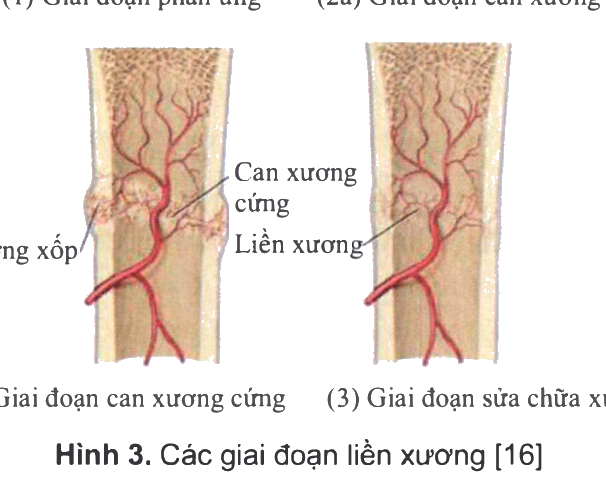 (1) Giai đoạn phản ứng (2a) Giai đoạn can xương
Can xương
cứng
xốp Liền xương
Giai đoạn can xương cứng (3) Giai đoạn sửa chữa
Hình 3. Các giai đoạn liền xương [16]